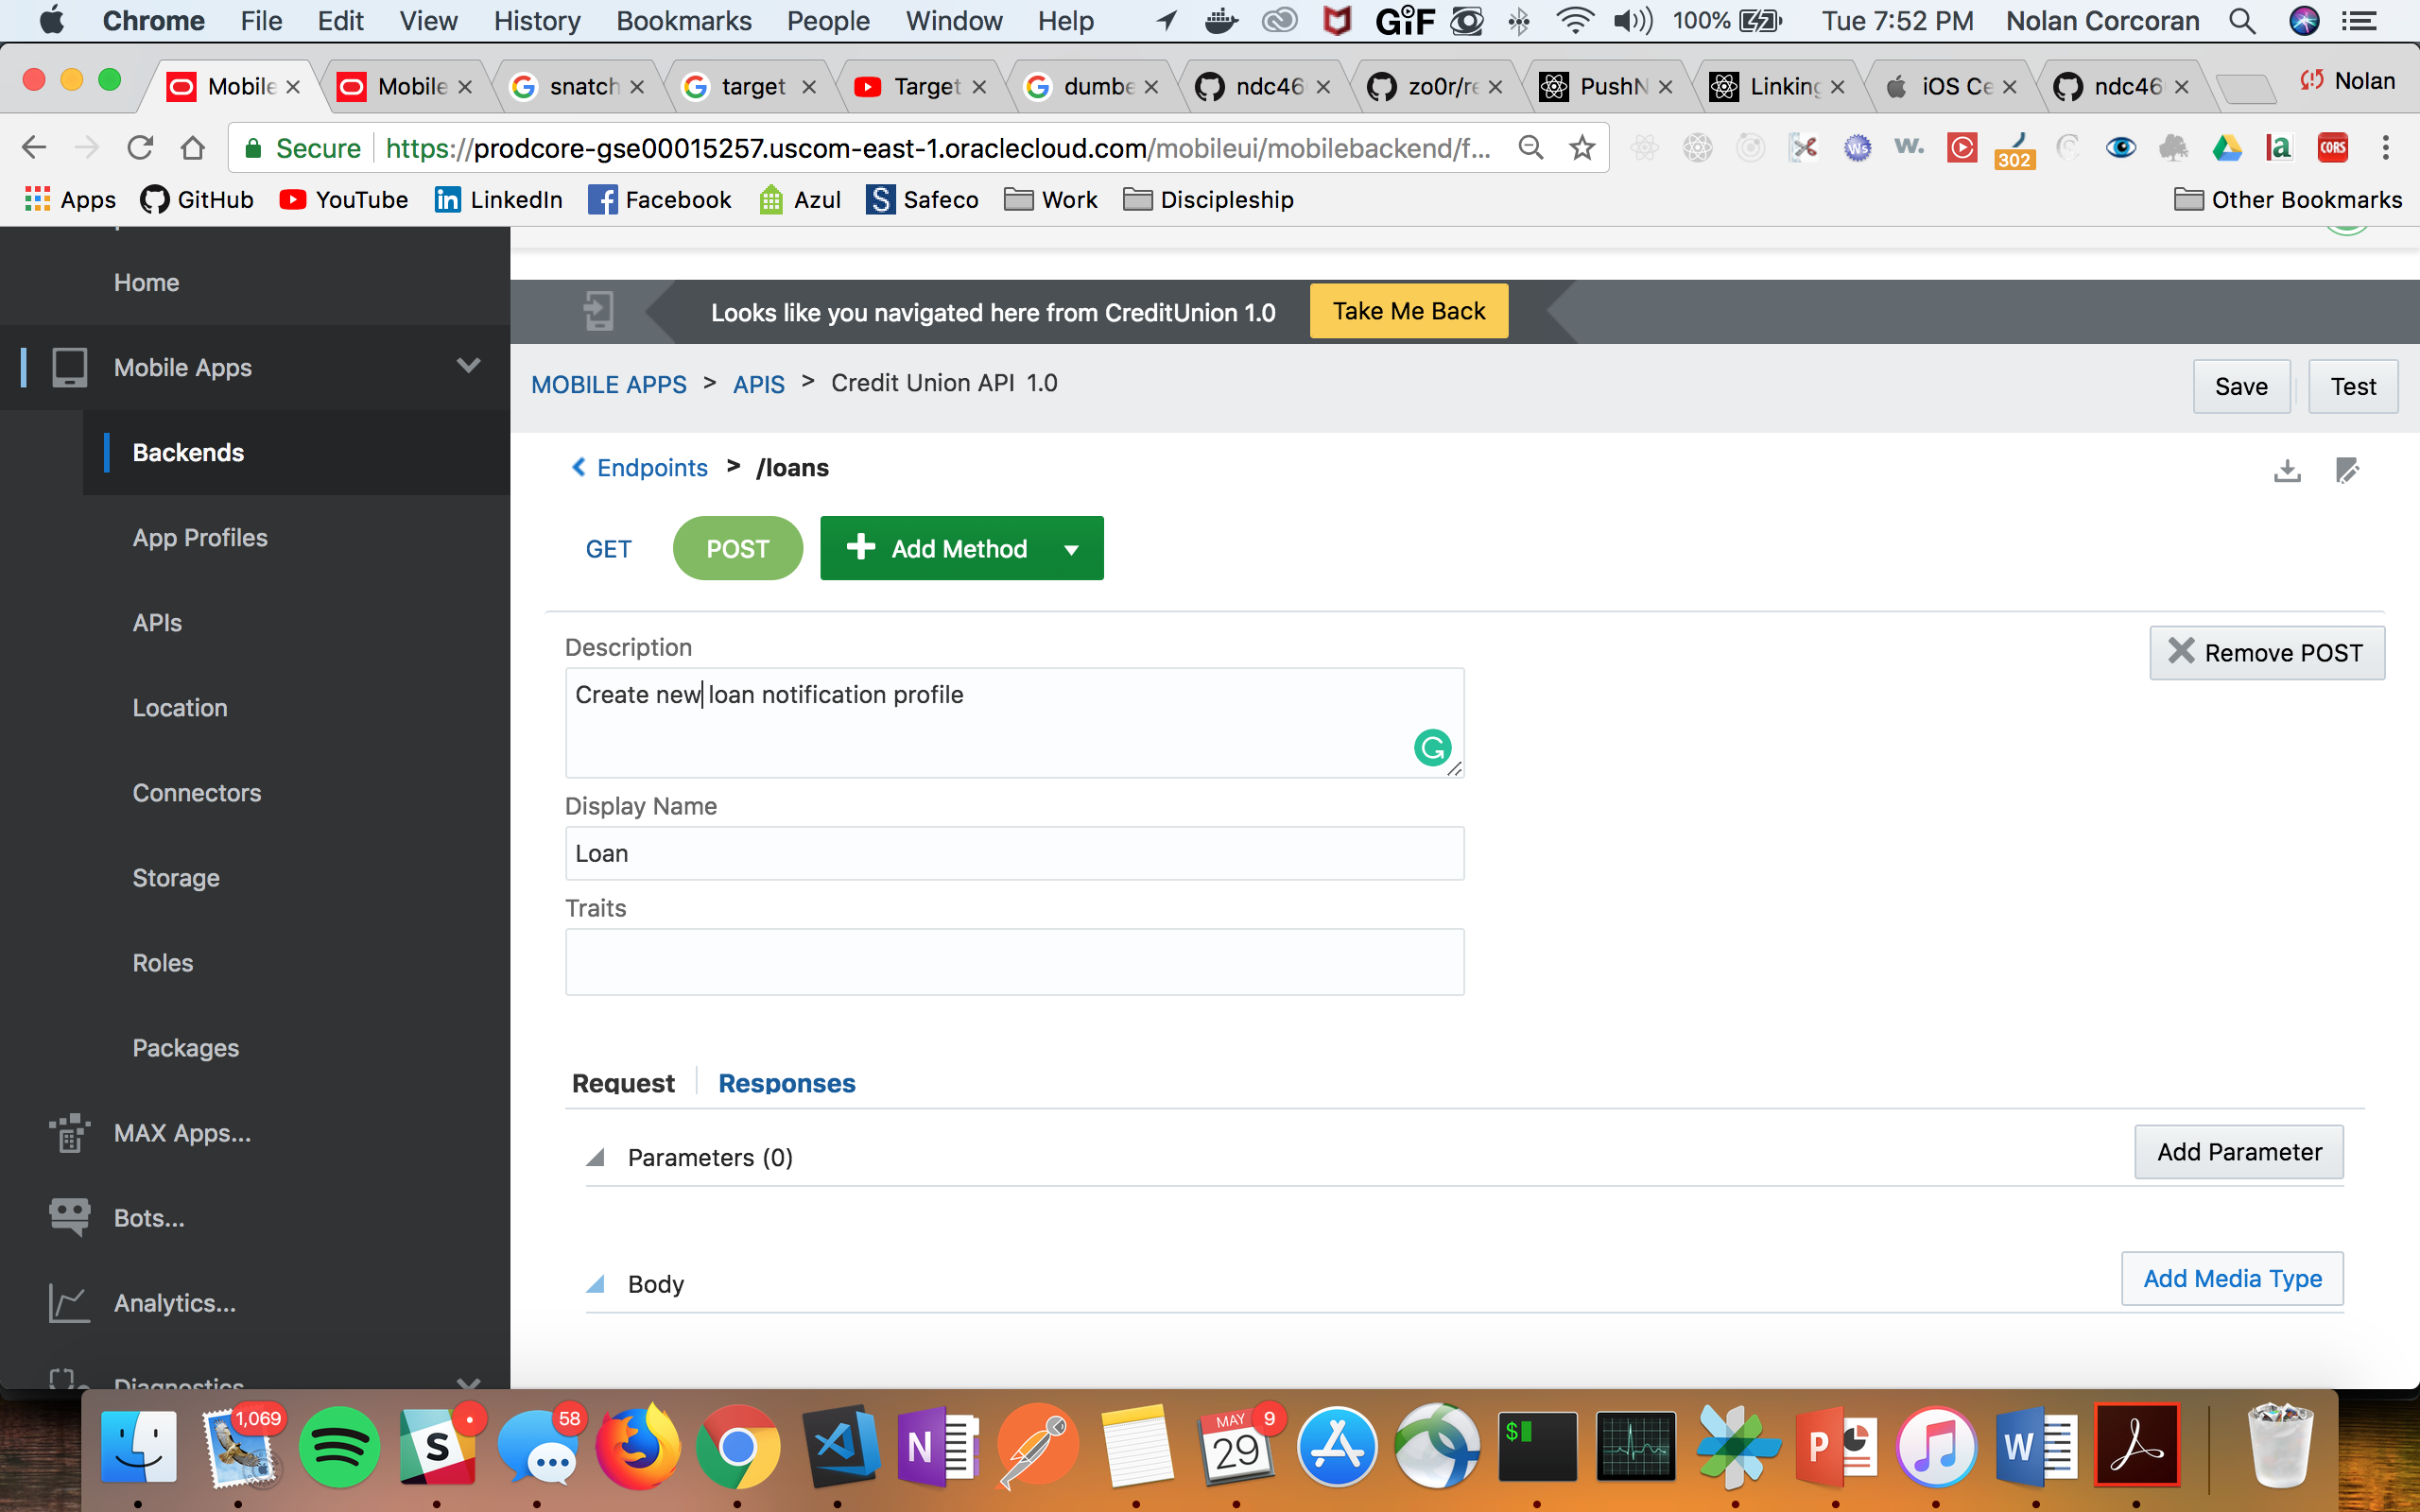 Chrome File Edit View History Bookmarks People Window Help GIF 100% Tue 7:52 PM Nolan Corcoran
Mobile Mobile snatch target Target dumbe ndc46 zo0r/re PushN Linking iOS Ce ndc46 Nolan
Secure https://prodcore-gse00015257.uscom-east-1.oraclecloud.com/mobileui/mobilebackend/f... Ws w. 302 la CORS
Apps GitHub YouTube LinkedIn Facebook Azul Safeco Work Discipleship Other Bookmarks
Home
Looks like you navigated here from CreditUnion 1.0 Take Me Back
Mobile Apps
MOBILE APPS > APIS > Credit Union API 1.0 Save Test
Backends
Endpoints > /loans
App Profiles
GET POST Add Method
APIs
Description
Remove POST
Create new loan notification profile
Location
Connectors
Display Name
Loan
Storage
Traits
Roles
Packages
Request Responses
MAX Apps...
Parameters (0) Add Parameter
Bots...
Body Add Media Type
Analytics...
Diagnostics
1,069 S 58 N MAY 29 9 $ P W